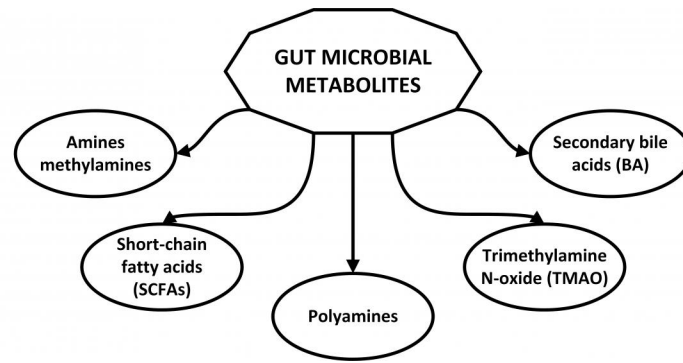 GUT MICROBIAL
METABOLITES
Amines
methylamines
Secondary bile
acids (BA)
Short-chain
fatty acids
(SCFAs)
Trimethylamine
N-oxide (TMAO)
Polyamines